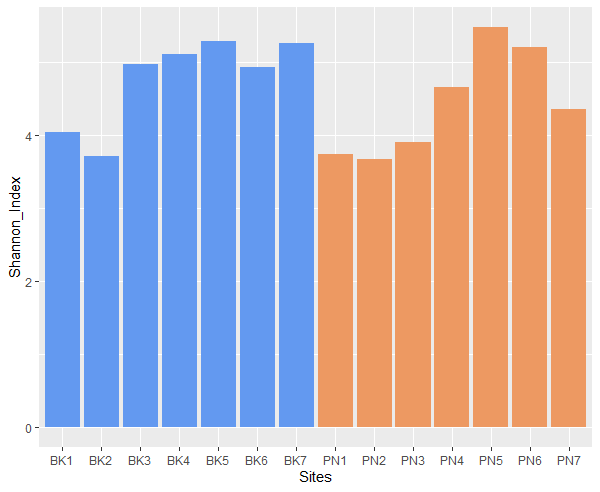 Shannon_Index
4
2
0
BK1 BK2 BK3 BK4 BK5 BK6 BK7 PN1 PN2 PN3 PN4 PN5 PN6 PN7
Sites